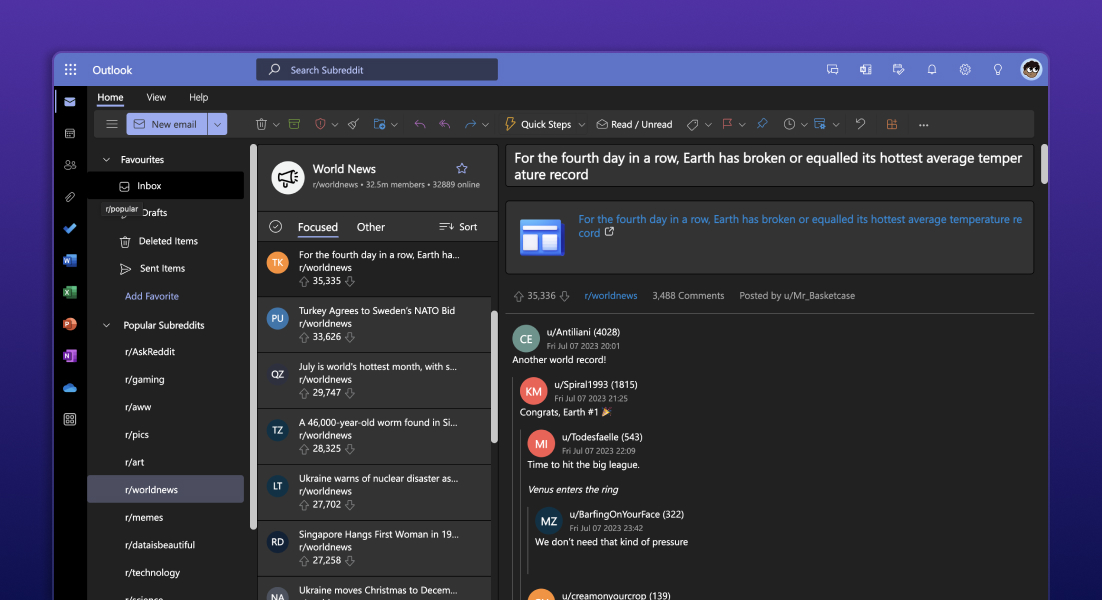 Outlook
Search Subreddit
Home
View
Help
New email
Quick Steps
Read / Unread
Favourites
Inbox
r/popular
Drafts
Deleted Items
Sent Items
Add Favorite
Popular Subreddits
r/AskReddit
r/gaming
r/aww
r/pics
r/art
r/worldnews
r/memes
r/dataisbeautiful
r/technology
r/science
World News
r/worldnews • 32.5m members • 32889 online
Focused
Other
Sort
TK
For the fourth day in a row, Earth ha...
r/worldnews
35,335
PU
Turkey Agrees to Sweden's NATO Bid
r/worldnews
33,626
QZ
July is world's hottest month, with s...
r/worldnews
29,747
TZ
A 46,000-year-old worm found in Si...
r/worldnews
28,325
LT
Ukraine warns of nuclear disaster as...
r/worldnews
27,702
RD
Singapore Hangs First Woman in 19...
r/worldnews
27,258
NA
Ukraine moves Christmas to Decem...
For the fourth day in a row, Earth has broken or equalled its hottest average temper
ature record
For the fourth day in a row, Earth has broken or equalled its hottest average temperature re
cord
35,336
r/worldnews
3,488 Comments
Posted by u/Mr_Basketcase
CE
u/Antiliani (4028)
Fri Jul 07 2023 20:01
Another world record!
KM
u/Spiral1993 (1815)
Fri Jul 07 2023 21:25
Congrats, Earth #1 🎉
MI
u/Todesfaelle (543)
Fri Jul 07 2023 22:09
Time to hit the big league.
Venus enters the ring
MZ
u/BarfingOnYourFace (322)
Fri Jul 07 2023 23:42
We don't need that kind of pressure
u/creamonyourcrop (139)